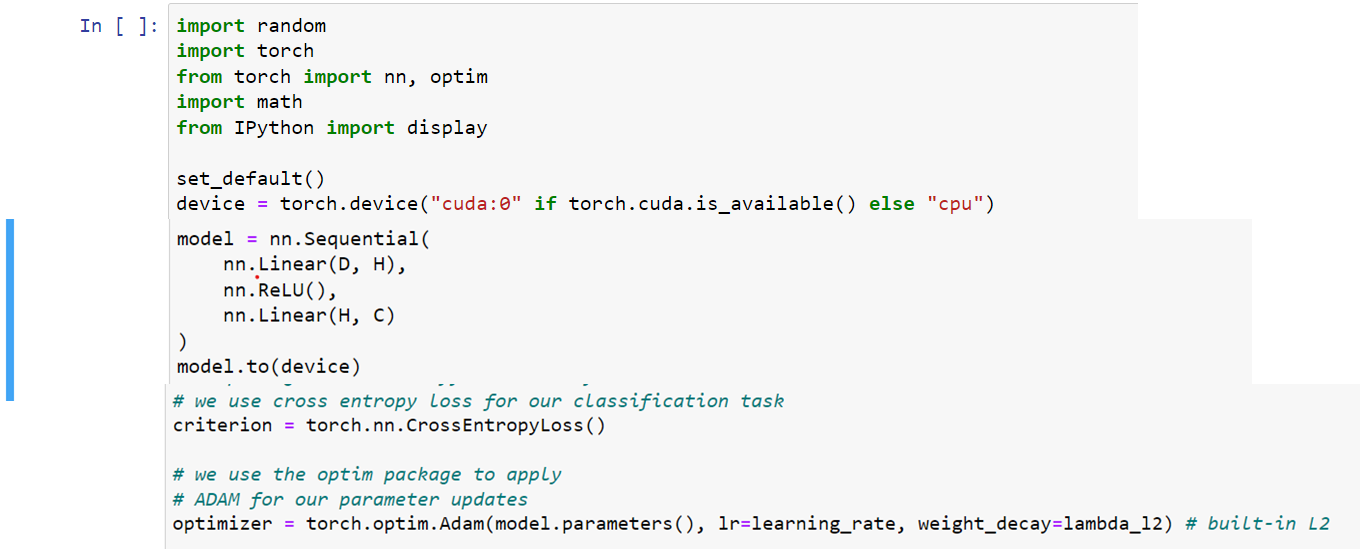 In [ ]: import random
import torch
from torch import nn, optim
import math
from IPython import display
set_default()
device = torch.device("cuda:0" if torch.cuda.is_available() else "cpu")
model = nn.Sequential(
nn.Linear(D, H),
nn.ReLU(),
nn.Linear(H, C)
)
model.to(device)
# we use cross entropy loss for our classification task
criterion = torch.nn.CrossEntropyLoss()
# we use the optim package to apply
# ADAM for our parameter updates
optimizer = torch.optim.Adam(model.parameters(), lr=learning_rate, weight_decay=lambda_l2) # built-in L2